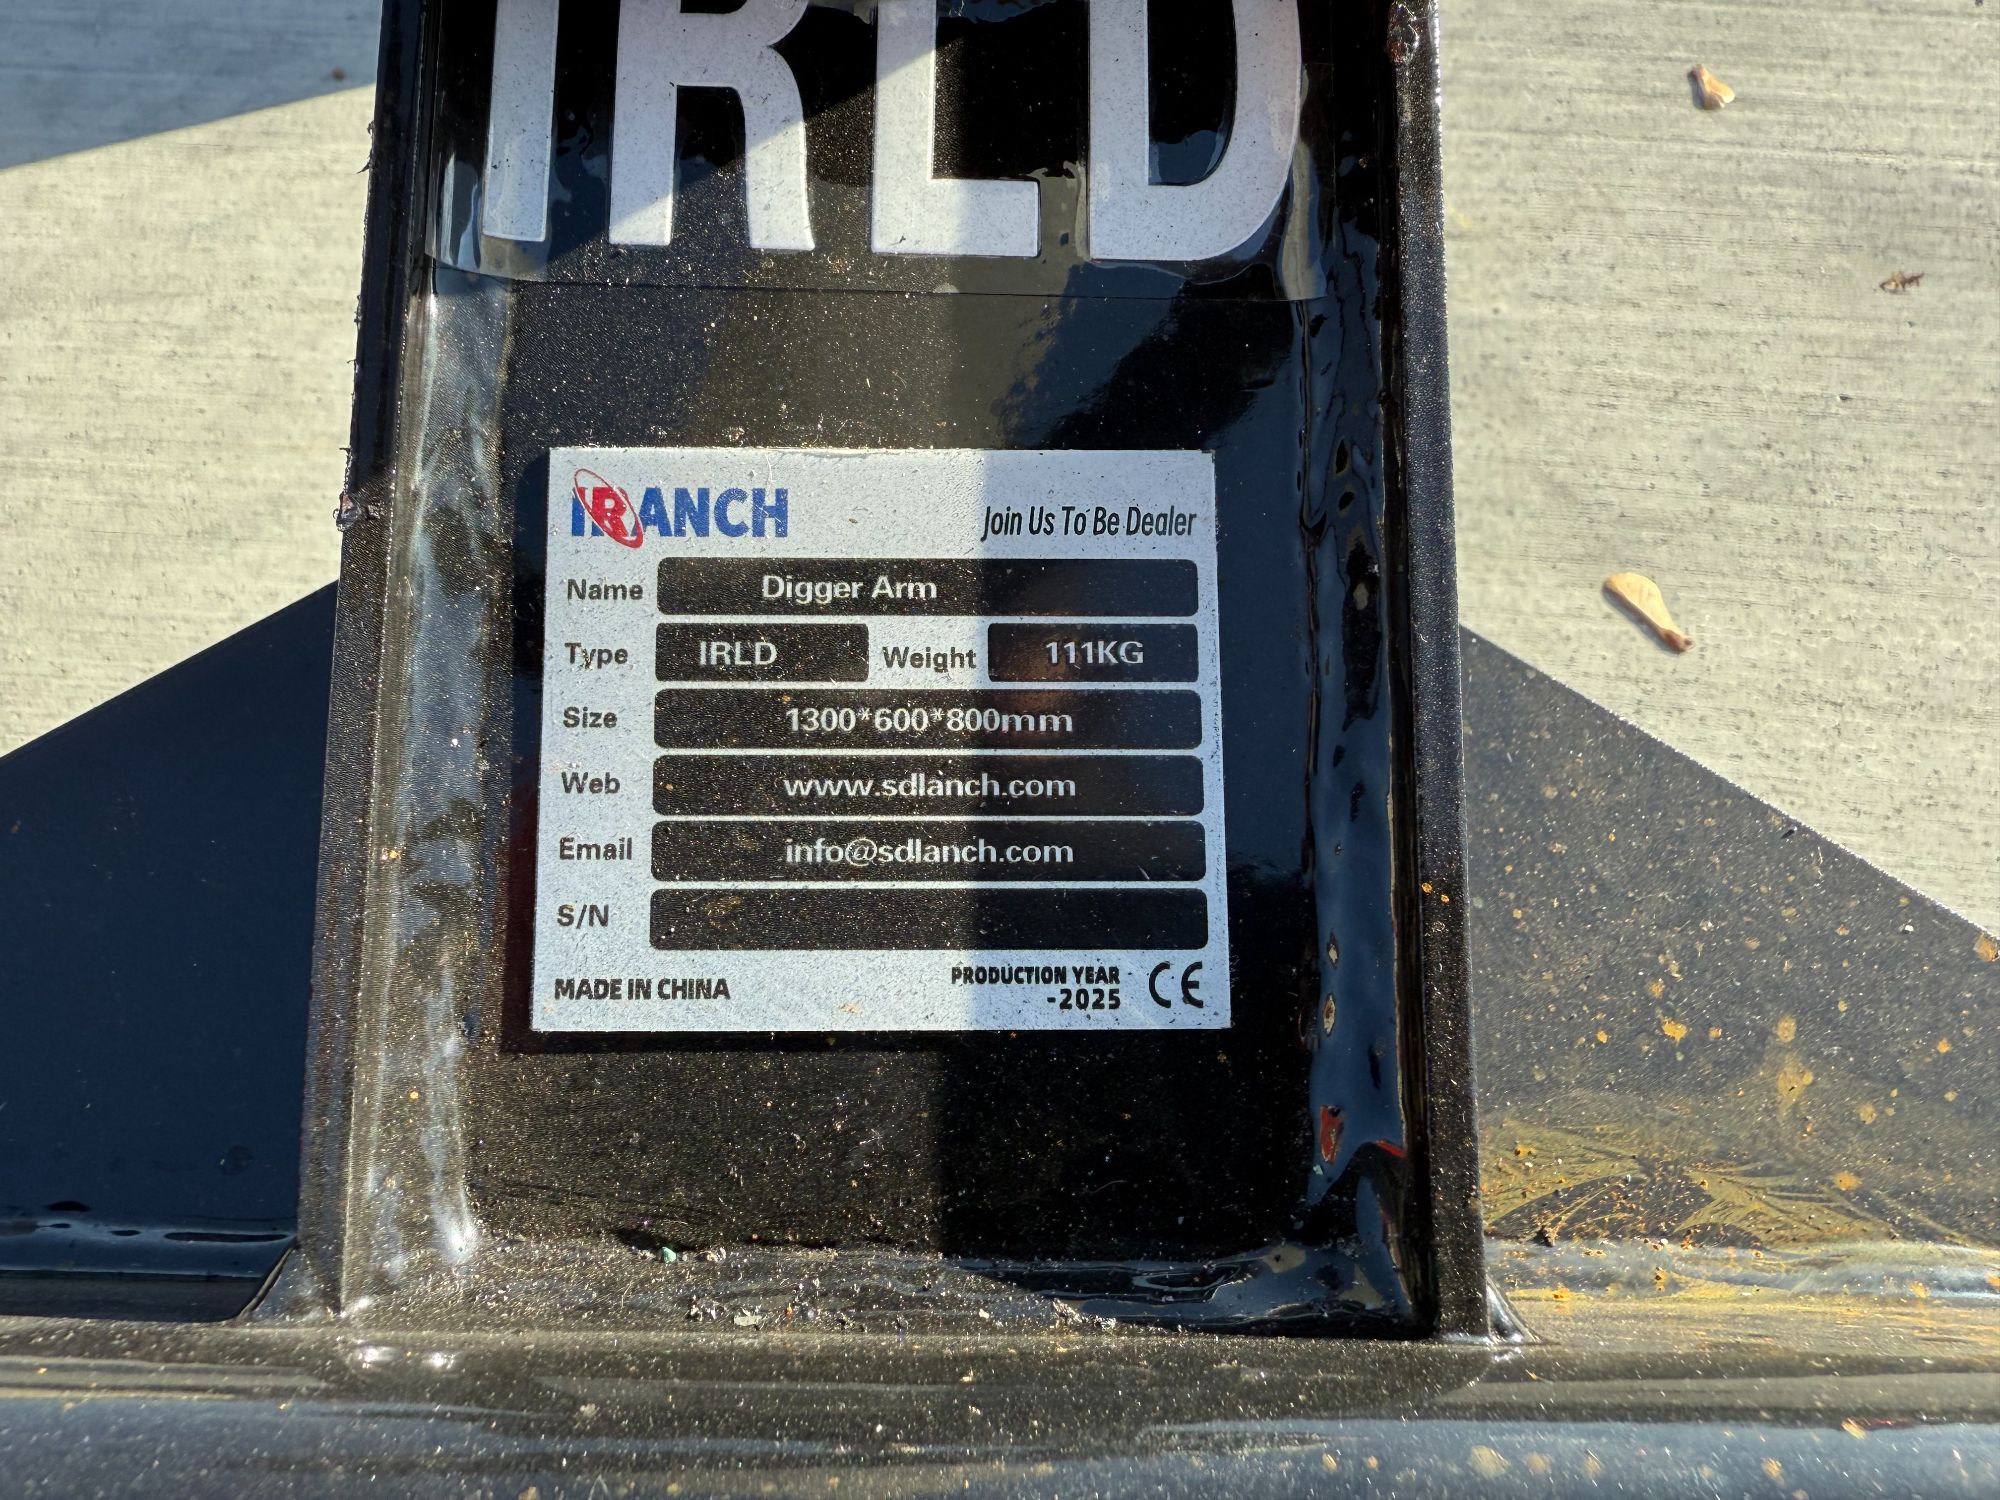 IRLD
IRANCH
Join Us To Be Dealer
Name Digger Arm
Type IRLD Weight 111KG
Size 1300*600*800mm
Web www.sdlanch.com
Email info@sdlanch.com
S/N
MADE IN CHINA
PRODUCTION YEAR
-2025
CE